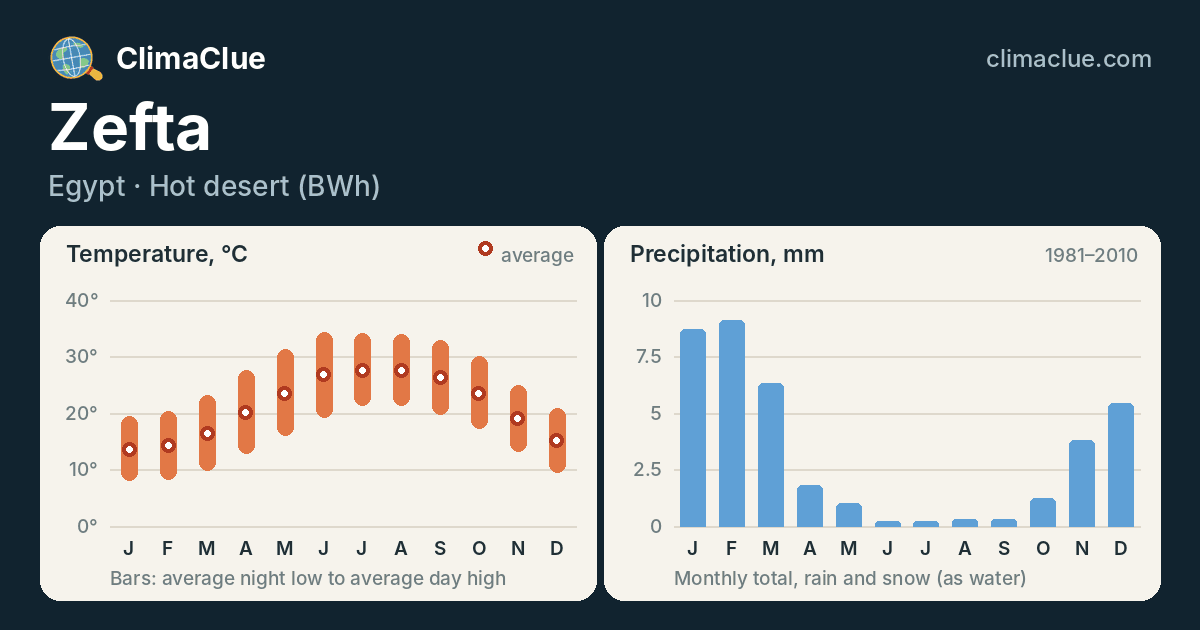 ClimaClue
climaclue.com
Zefta
Egypt · Hot desert (BWh)
Temperature, °C
average
40°
30°
20°
10°
0°
J F M A M J J A S O N D
Bars: average night low to average day high
Precipitation, mm
1981–2010
10
7.5
5
2.5
0
J F M A M J J A S O N D
Monthly total, rain and snow (as water)